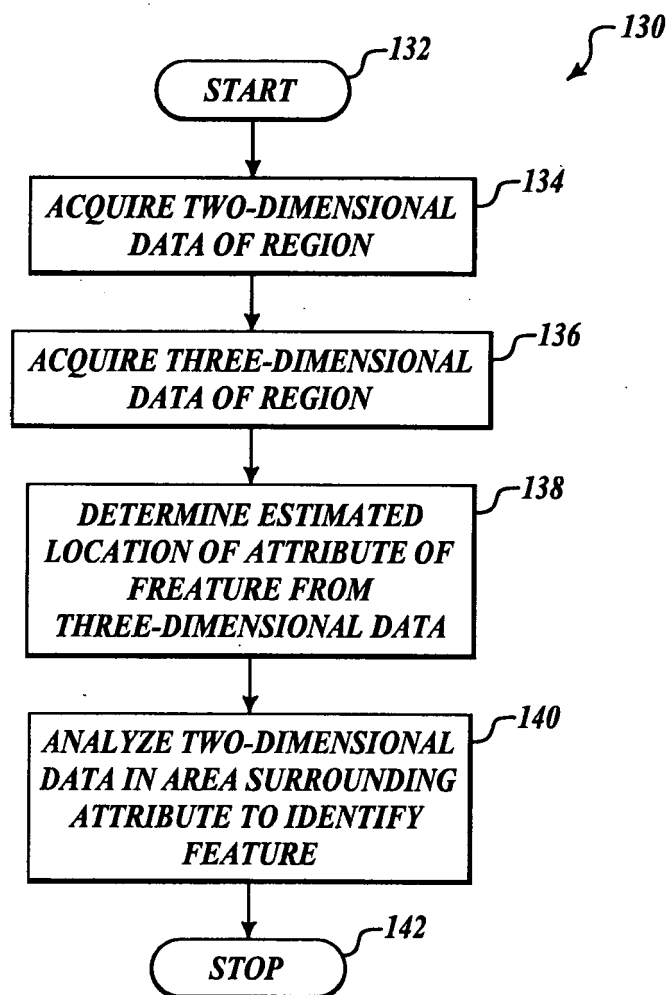 130
132
START
134
ACQUIRE TWO-DIMENSIONAL
DATA OF REGION
136
ACQUIRE THREE-DIMENSIONAL
DATA OF REGION
138
DETERMINE ESTIMATED
LOCATION OF ATTRIBUTE OF
FREATURE FROM
THREE-DIMENSIONAL DATA
140
ANALYZE TWO-DIMENSIONAL
DATA IN AREA SURROUNDING
ATTRIBUTE TO IDENTIFY
FEATURE
142
STOP